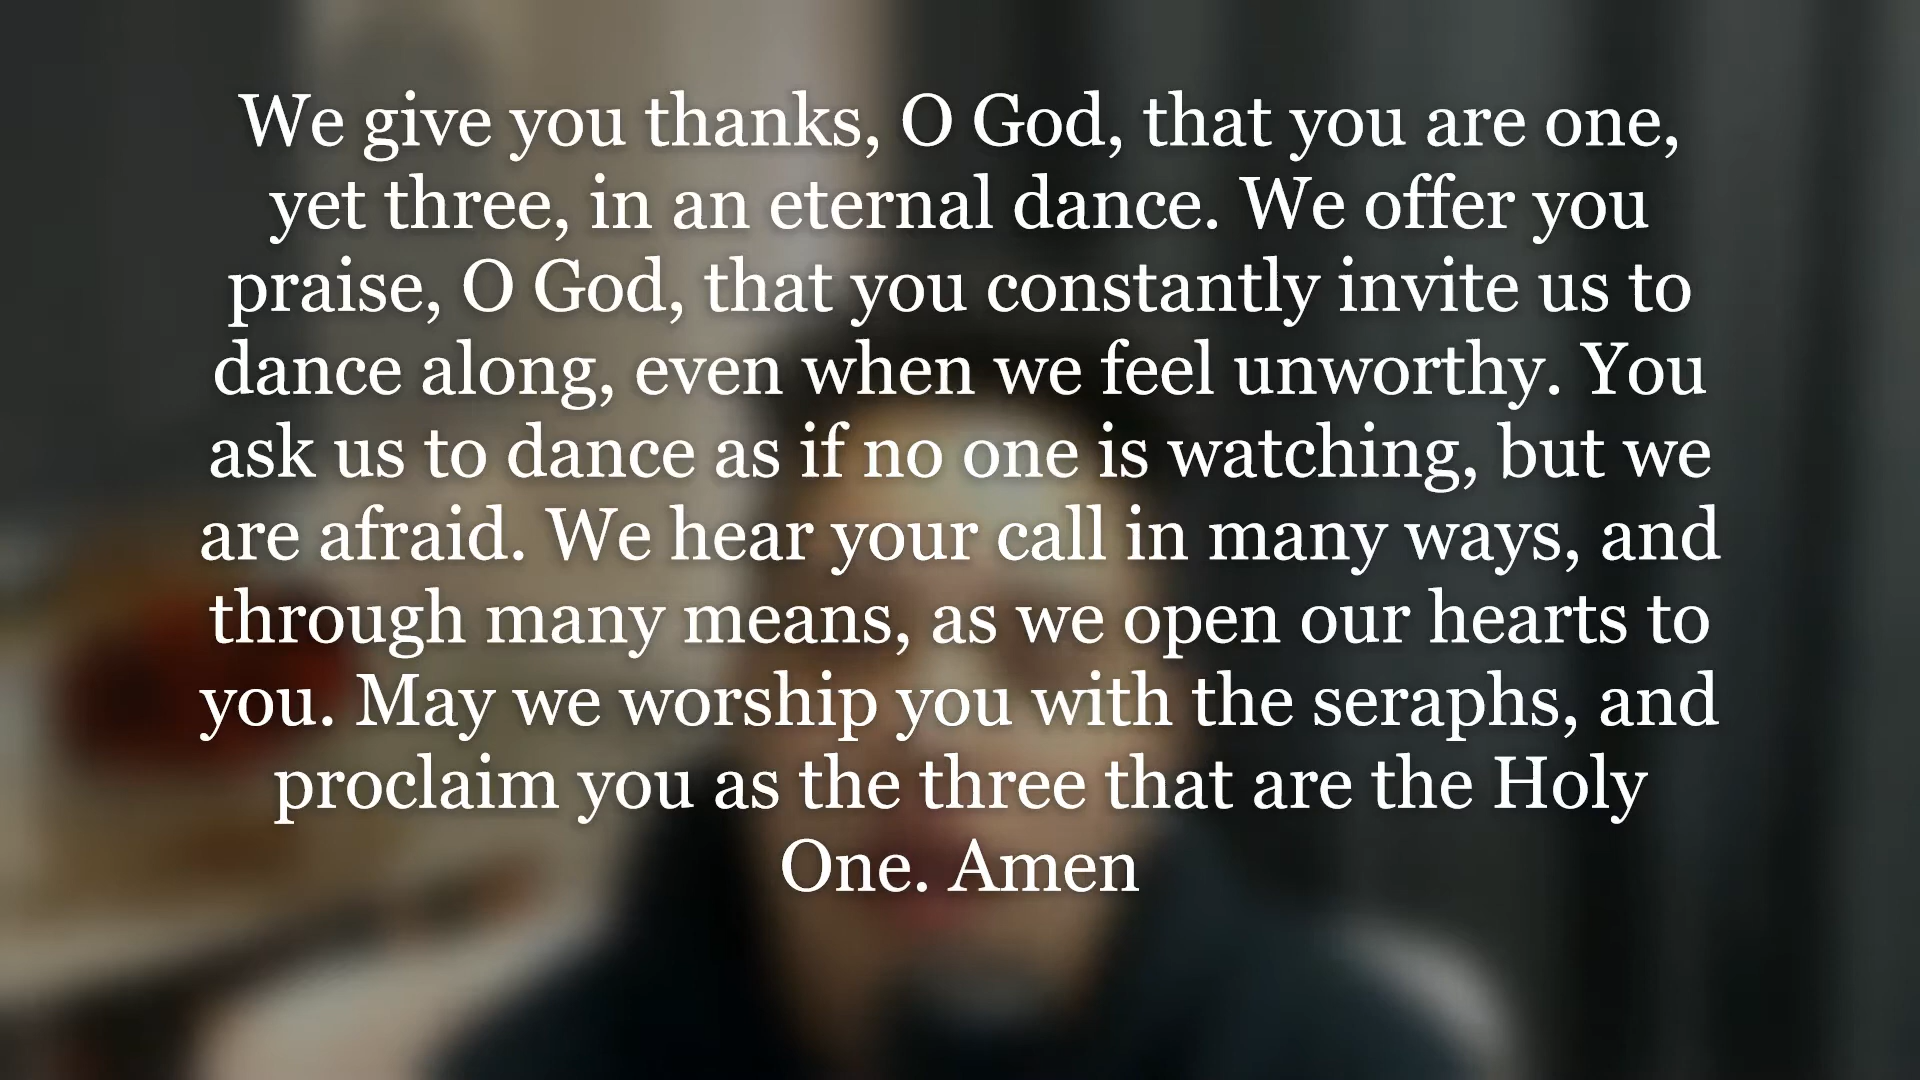 We give you thanks, O God, that you are one,
yet three, in an eternal dance. We offer you
praise, O God, that you constantly invite us to
dance along, even when we feel unworthy. You
ask us to dance as if no one is watching, but we
are afraid. We hear your call in many ways, and
through many means, as we open our hearts to
you. May we worship you with the seraphs, and
proclaim you as the three that are the Holy
One. Amen